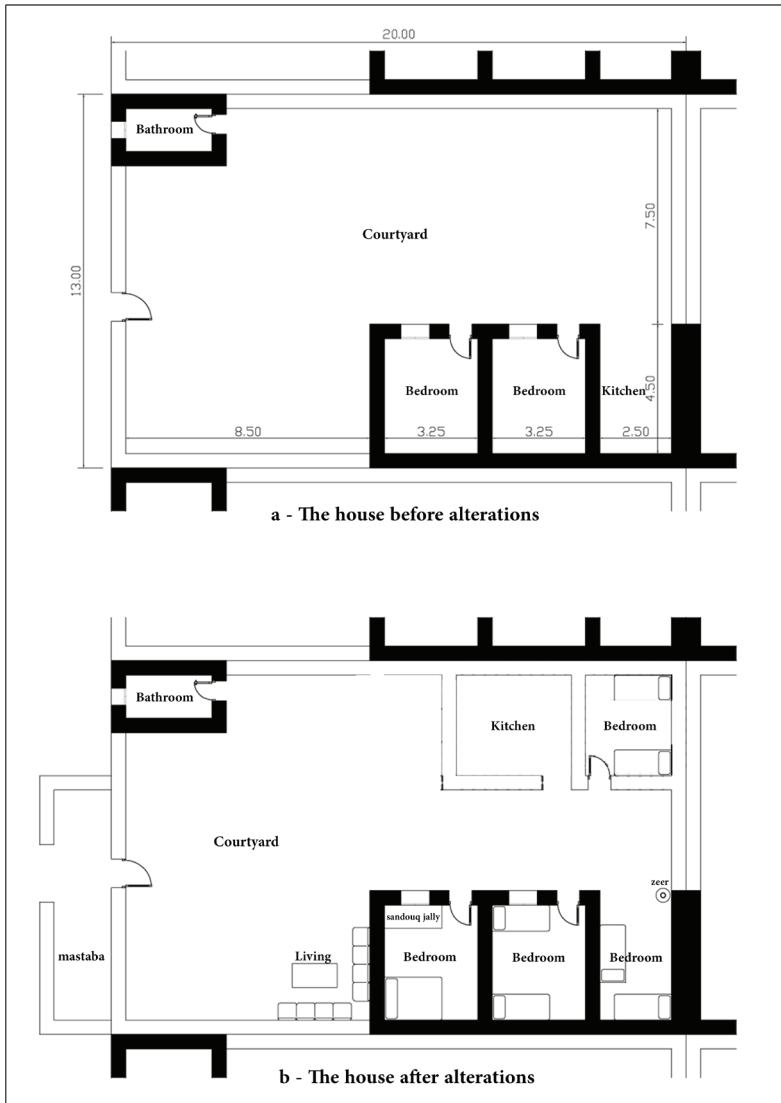 20.00
Bathroom
Courtyard
7.50
13.00
Bedroom
Bedroom
Kitchen
4.50
8.50
3.25
3.25
2.50
a - The house before alterations
Bathroom
Kitchen
Bedroom
Courtyard
zeer
sandouq jally
mastaba
Living
Bedroom
Bedroom
Bedroom
b - The house after alterations